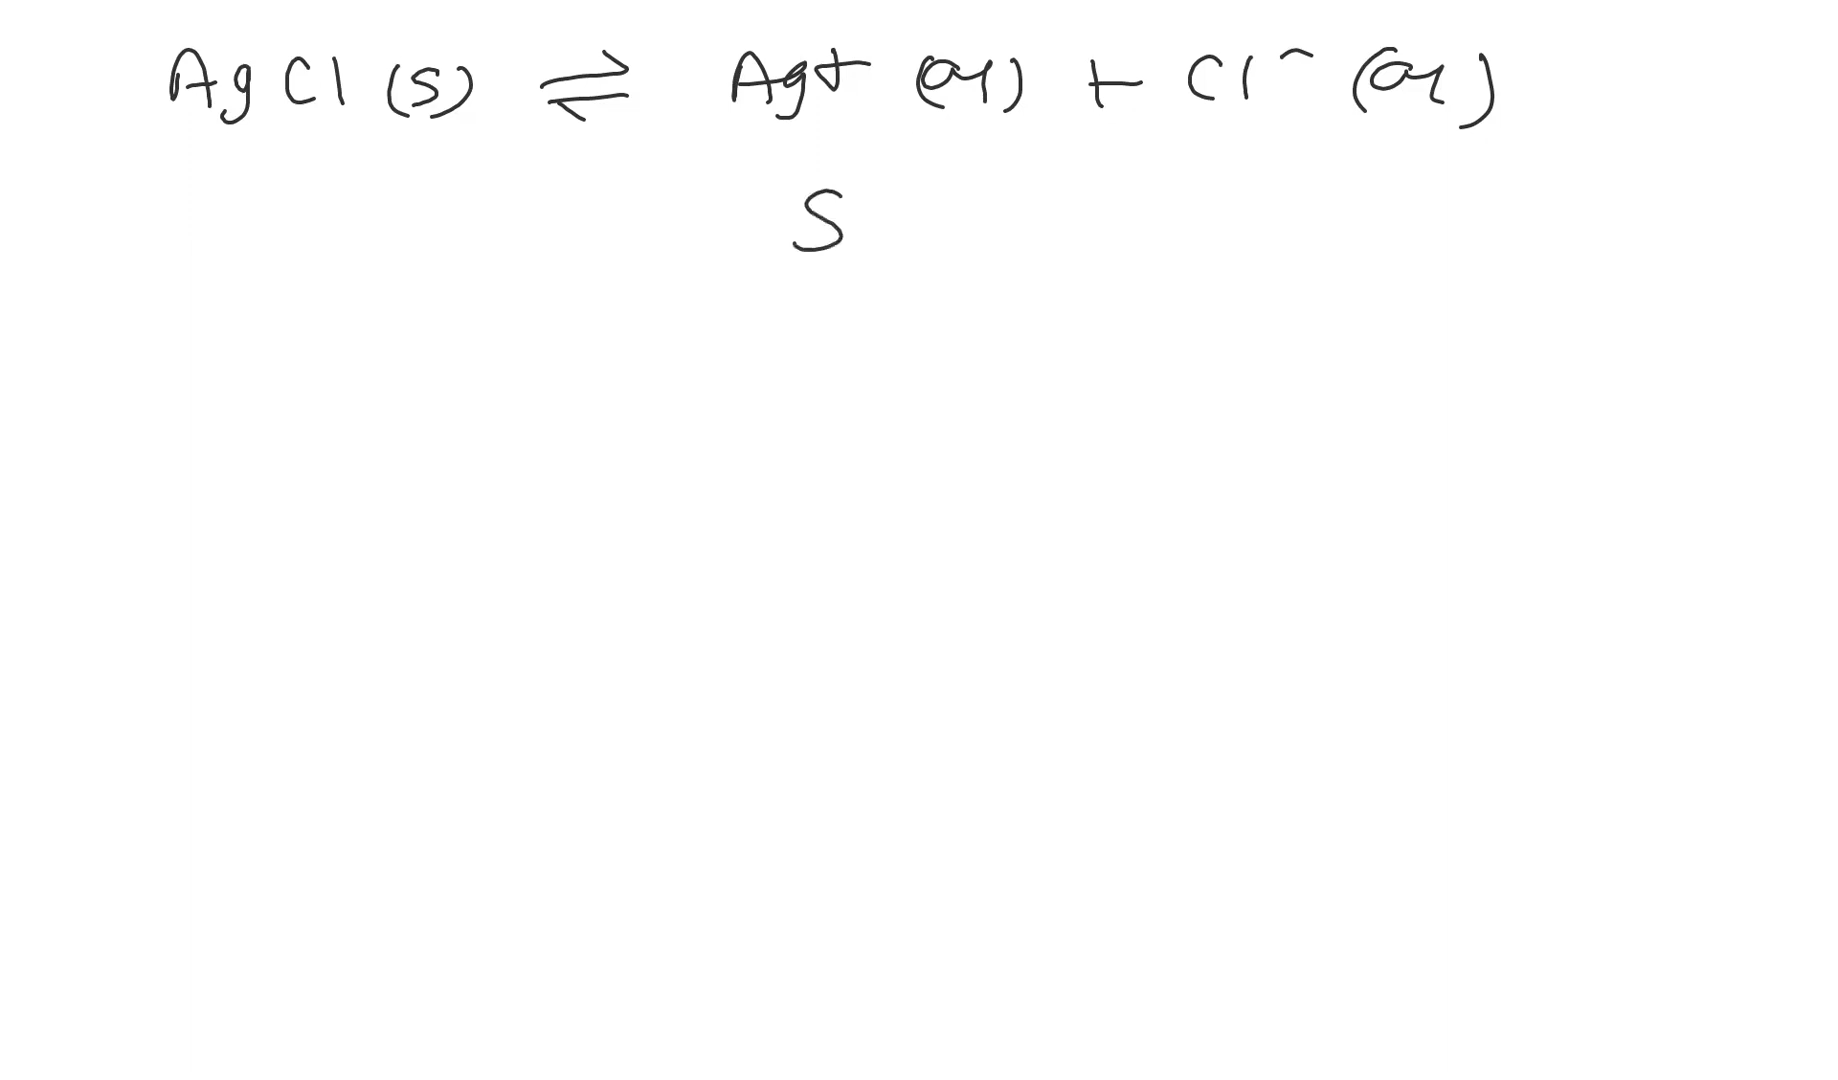 AgCl (s) ⇌ Ag+ (aq) + Cl⁻ (aq)
S